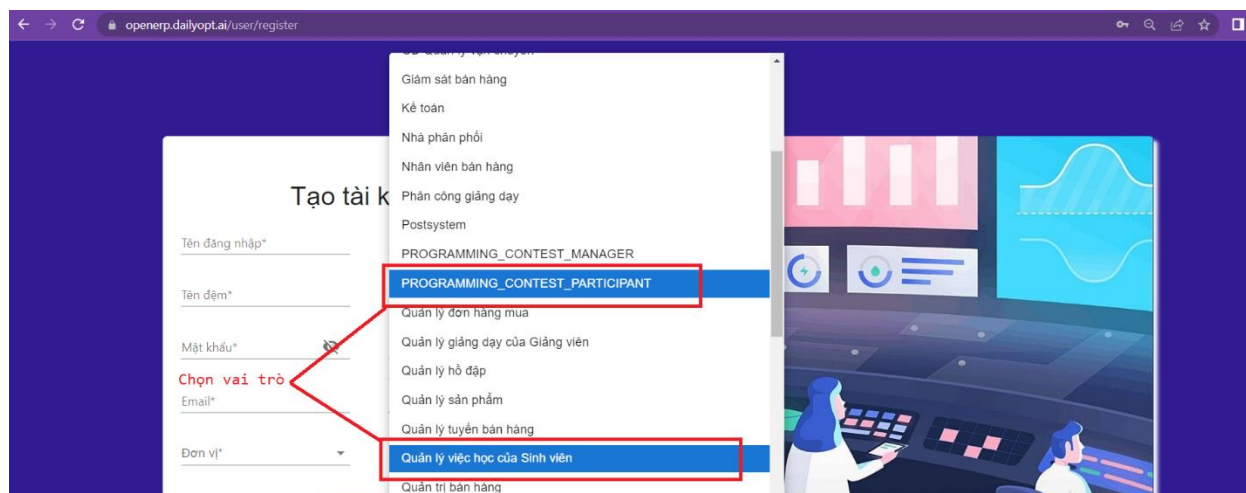 openerp.dailyopt.ai/user/register
Giám sát bán hàng
Kế toán
Nhà phân phối
Nhân viên bán hàng
Phân công giảng dạy
Postsystem
PROGRAMMING_CONTEST_MANAGER
PROGRAMMING_CONTEST_PARTICIPANT
Quản lý đơn hàng mua
Quản lý giảng dạy của Giảng viên
Quản lý hồ đập
Quản lý sản phẩm
Quản lý tuyến bán hàng
Quản lý việc học của Sinh viên
Quản trị bán hàng
Tạo tài k
Tên đăng nhập*
Tên đệm*
Mật khẩu*
Chọn vai trò
Email*
Đơn vị*